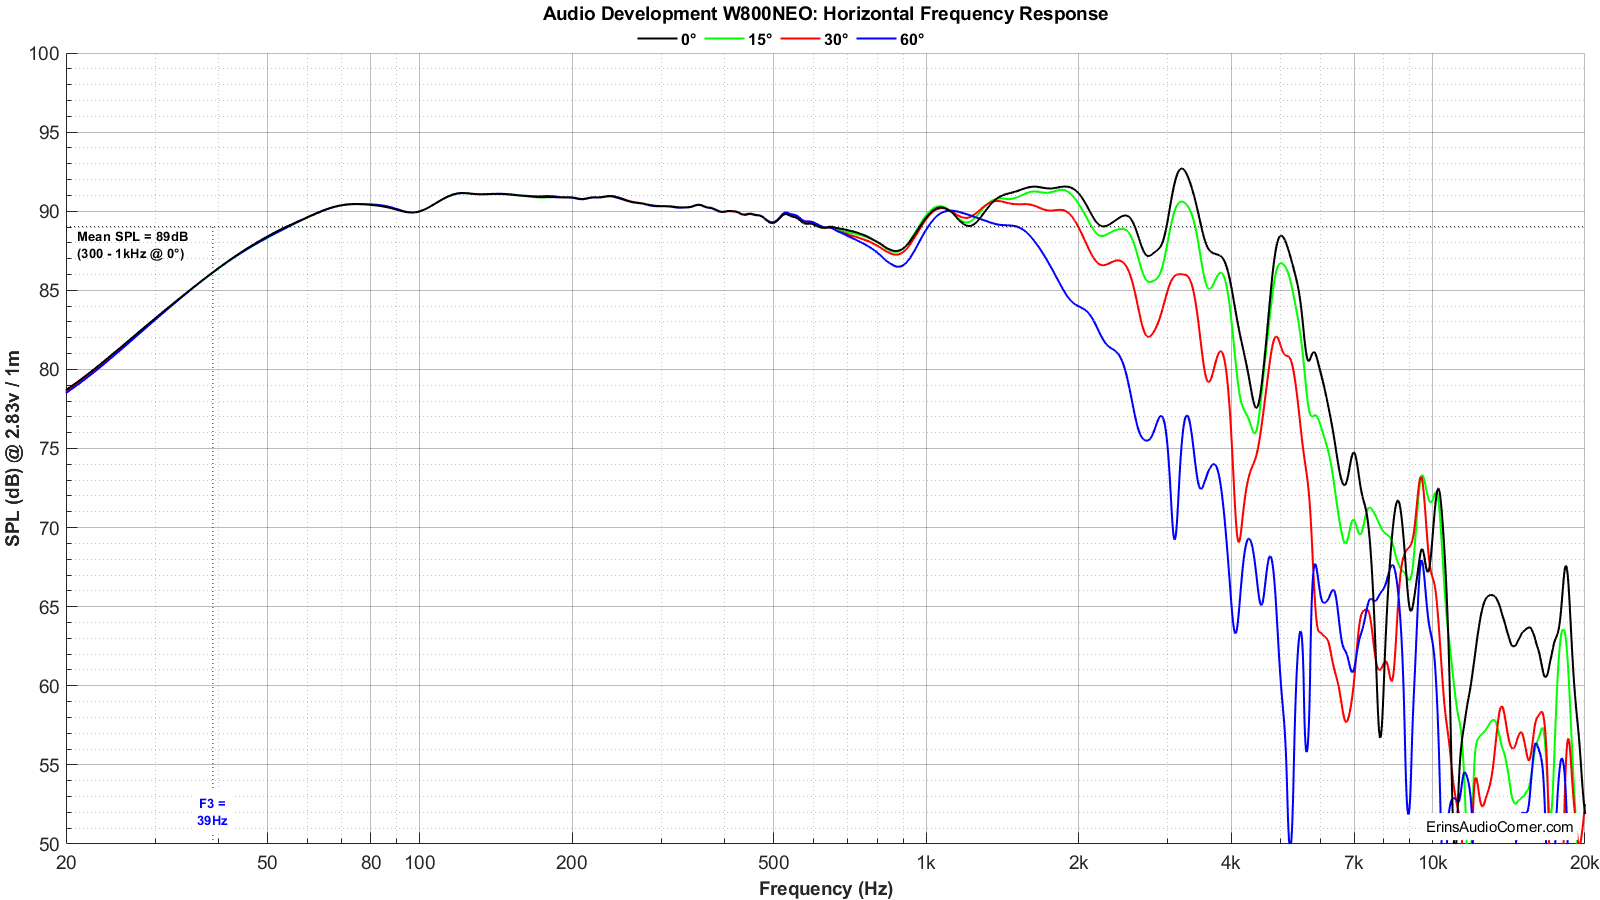 Audio Development W800NEO: Horizontal Frequency Response
0° 15° 30° 60°
100
95
90
85
80
75
70
65
60
55
50
SPL (dB) @ 2.83v / 1m
Mean SPL = 89dB
(300 - 1kHz @ 0°)
F3 =
39Hz
ErinsAudioCorner.com
20 50 80 100 200 500 1k 2k 4k 7k 10k 20k
Frequency (Hz)